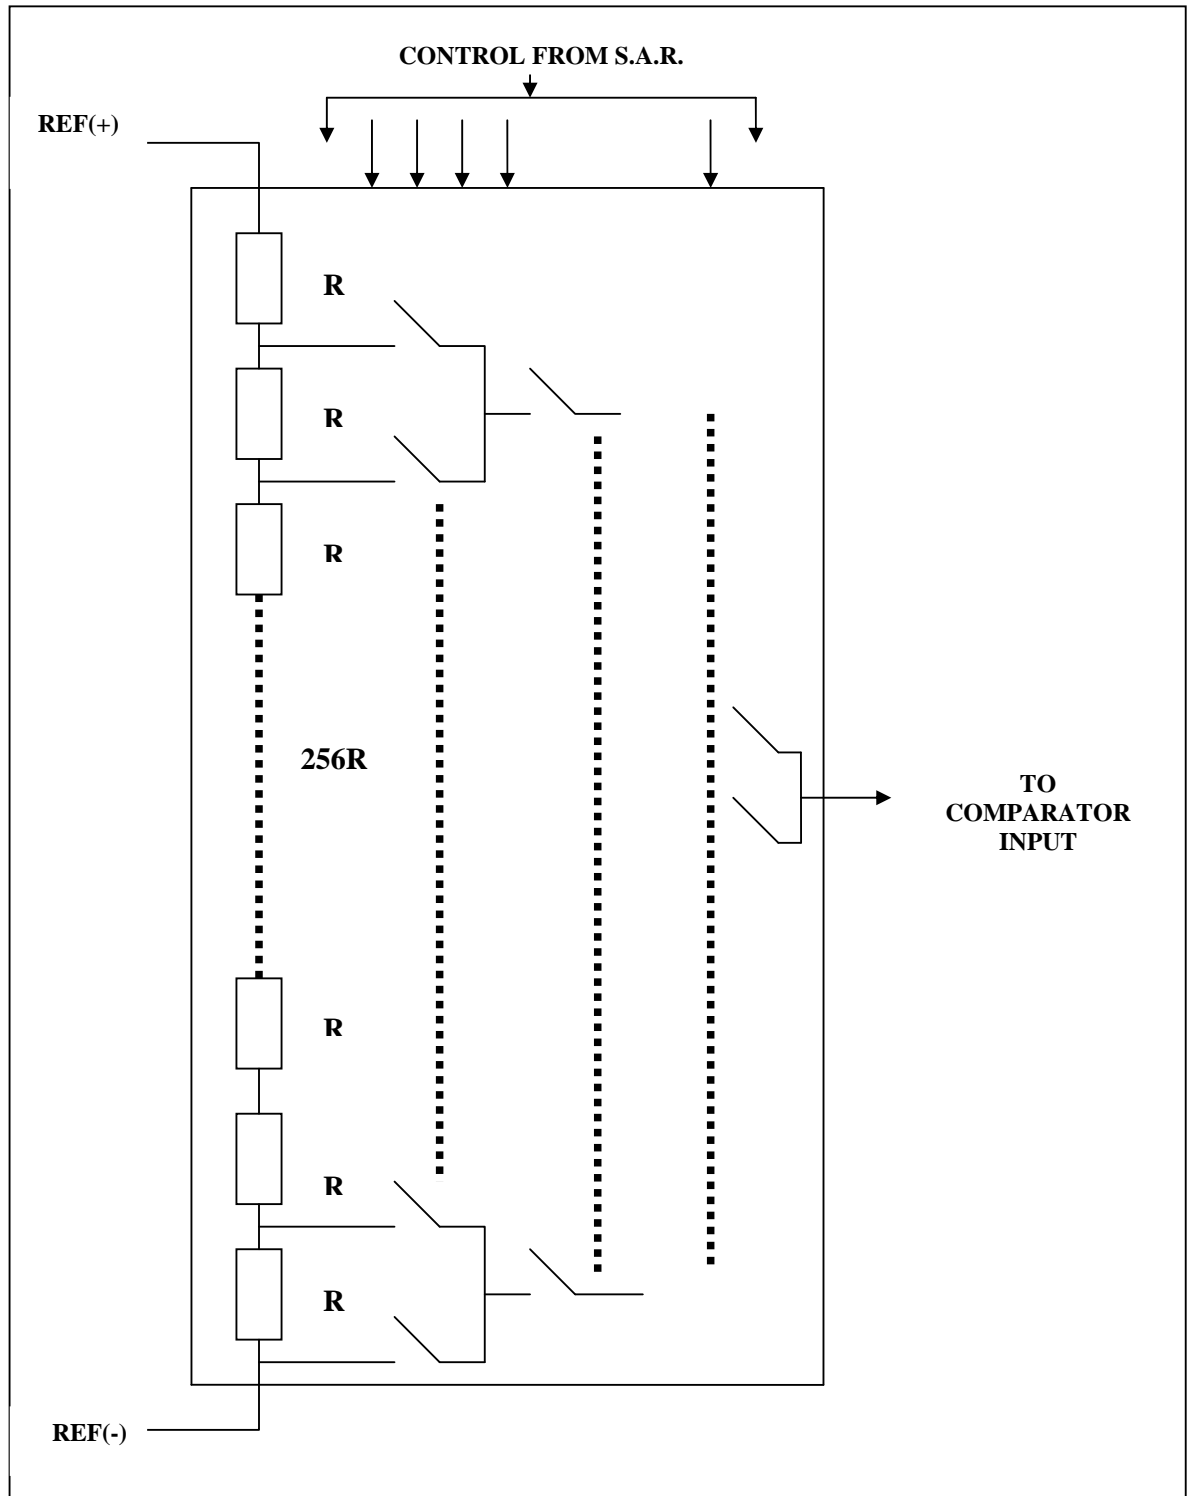 CONTROL FROM S.A.R.
REF(+)
R
R
R
256R
TO
COMPARATOR
INPUT
R
R
R
REF(-)